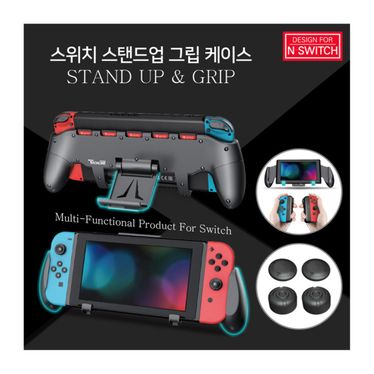 DESIGN FOR
N SWITCH
스위치 스탠드업 그립 케이스
STAND UP & GRIP
Multi-Functional Product For Switch